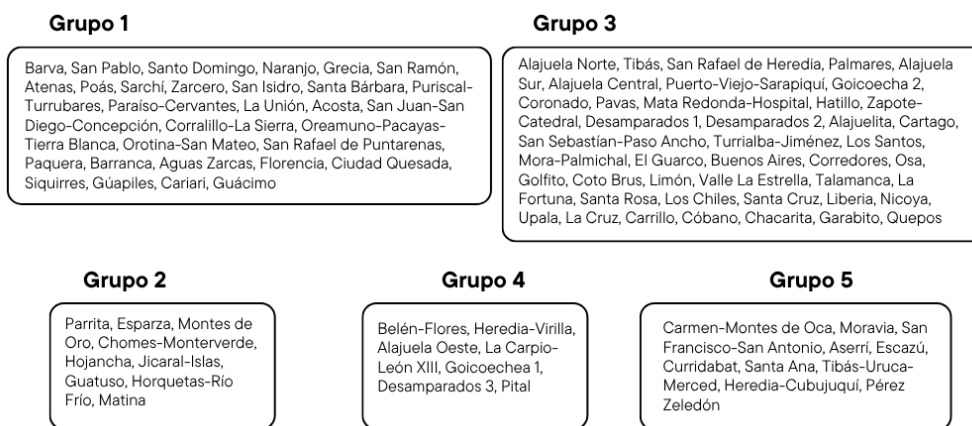 Grupo 1
Barva, San Pablo, Santo Domingo, Naranjo, Grecia, San Ramón,
Atenas, Poás, Sarchí, Zarcero, San Isidro, Santa Bárbara, Puriscal-
Turrubares, Paraíso-Cervantes, La Unión, Acosta, San Juan-San
Diego-Concepción, Corralillo-La Sierra, Oreamuno-Pacayas-
Tierra Blanca, Orotina-San Mateo, San Rafael de Puntarenas,
Paquera, Barranca, Aguas Zarcas, Florencia, Ciudad Quesada,
Siquirres, Gúapiles, Cariari, Guácimo
Grupo 3
Alajuela Norte, Tibás, San Rafael de Heredia, Palmares, Alajuela
Sur, Alajuela Central, Puerto-Viejo-Sarapiquí, Goicoechea 2,
Coronado, Pavas, Mata Redonda-Hospital, Hatillo, Zapote-
Catedral, Desamparados 1, Desamparados 2, Alajuelita, Cartago,
San Sebastían-Paso Ancho, Turrialba-Jiménez, Los Santos,
Mora-Palmichal, El Guarco, Buenos Aires, Corredores, Osa,
Golfito, Coto Brus, Limón, Valle La Estrella, Talamanca, La
Fortuna, Santa Rosa, Los Chiles, Santa Cruz, Liberia, Nicoya,
Upala, La Cruz, Carrillo, Cóbano, Chacarita, Garabito, Quepos
Grupo 2
Parrita, Esparza, Montes de
Oro, Chomes-Monterverde,
Hojancha, Jicaral-Islas,
Guatuso, Horquetas-Río
Frío, Matina
Grupo 4
Belén-Flores, Heredia-Virilla,
Alajuela Oeste, La Carpio-
León XIII, Goicoechea 1,
Desamparados 3, Pital
Grupo 5
Carmen-Montes de Oca, Moravia, San
Francisco-San Antonio, Aserrí, Escazú,
Curridabat, Santa Ana, Tibás-Uruca-
Merced, Heredia-Cubujuquí, Pérez
Zeledón